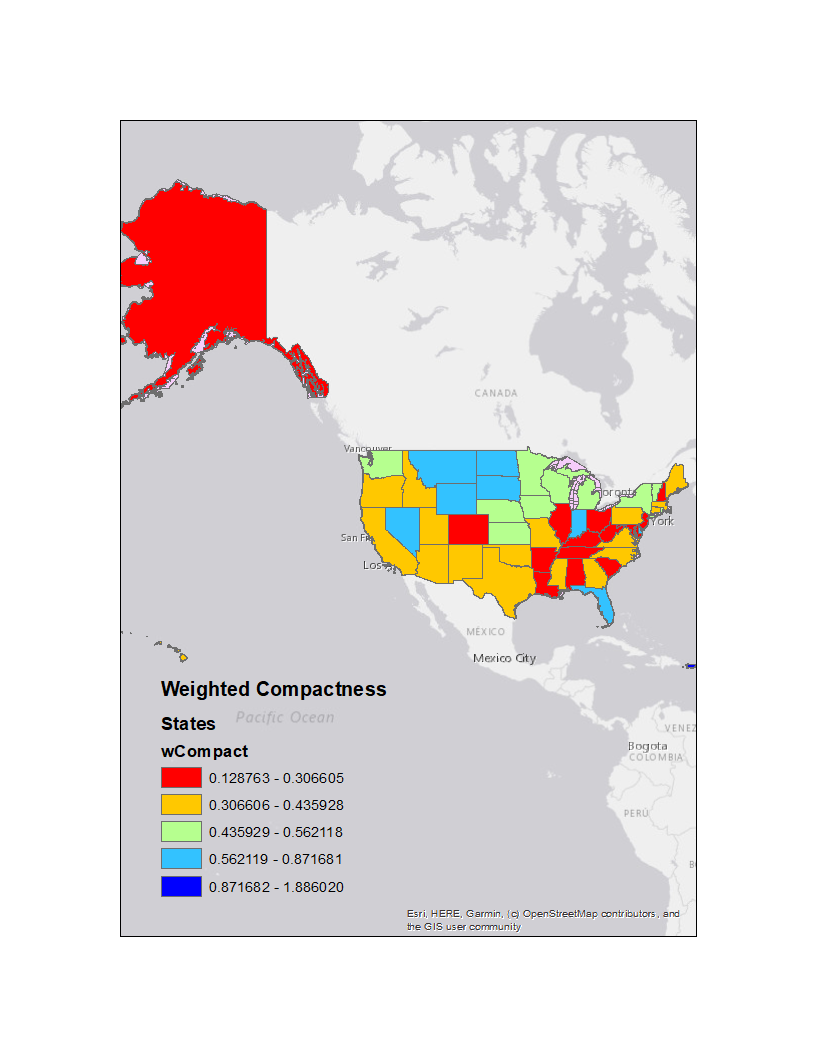 CANADA
Vancouver
Toronto
York
San Fr
Los
MÉXICO
Mexico City
Weighted Compactness
States
Pacific Ocean
wCompact
VENEZ
Bogota
COLOMBIA
0.128763 - 0.306605
0.306606 - 0.435928
PERÚ
0.435929 - 0.562118
0.562119 - 0.871681
B
0.871682 - 1.886020
Esri, HERE, Garmin, (c) OpenStreetMap contributors, and
the GIS user community